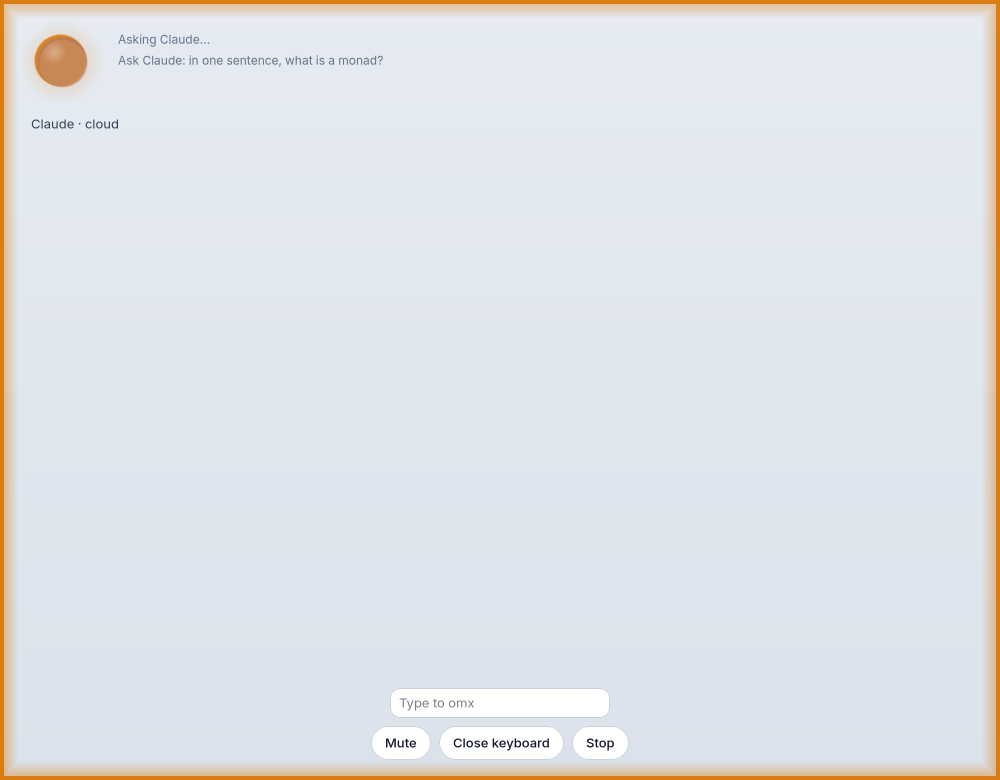 Asking Claude…
Ask Claude: in one sentence, what is a monad?
Claude · cloud
Type to omx
Mute
Close keyboard
Stop